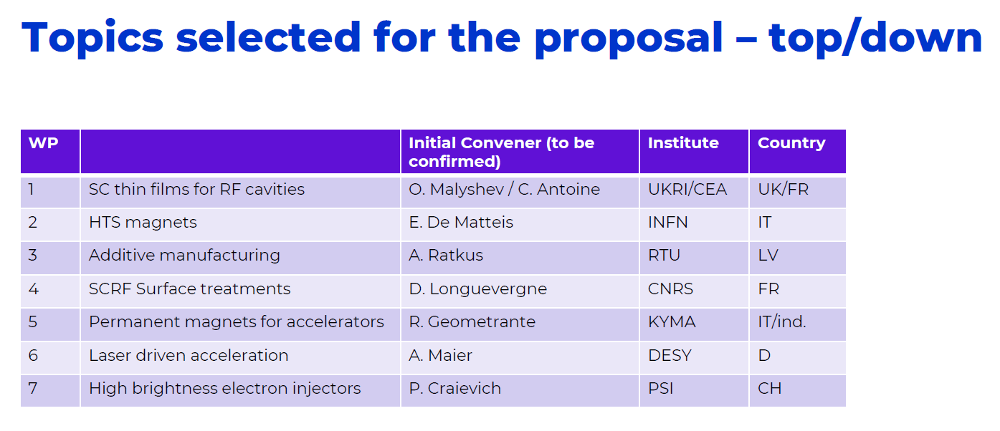 Topics selected for the proposal – top/down
WP Initial Convener (to be Institute Country
confirmed)
1 SC thin films for RF cavities O. Malyshev / C. Antoine UKRI/CEA UK/FR
2 HTS magnets E. De Matteis INFN IT
3 Additive manufacturing A. Ratkus RTU LV
4 SCRF Surface treatments D. Longuevergne CNRS FR
5 Permanent magnets for accelerators R. Geometrante KYMA IT/ind.
6 Laser driven acceleration A. Maier DESY D
7 High brightness electron injectors P. Craievich PSI CH